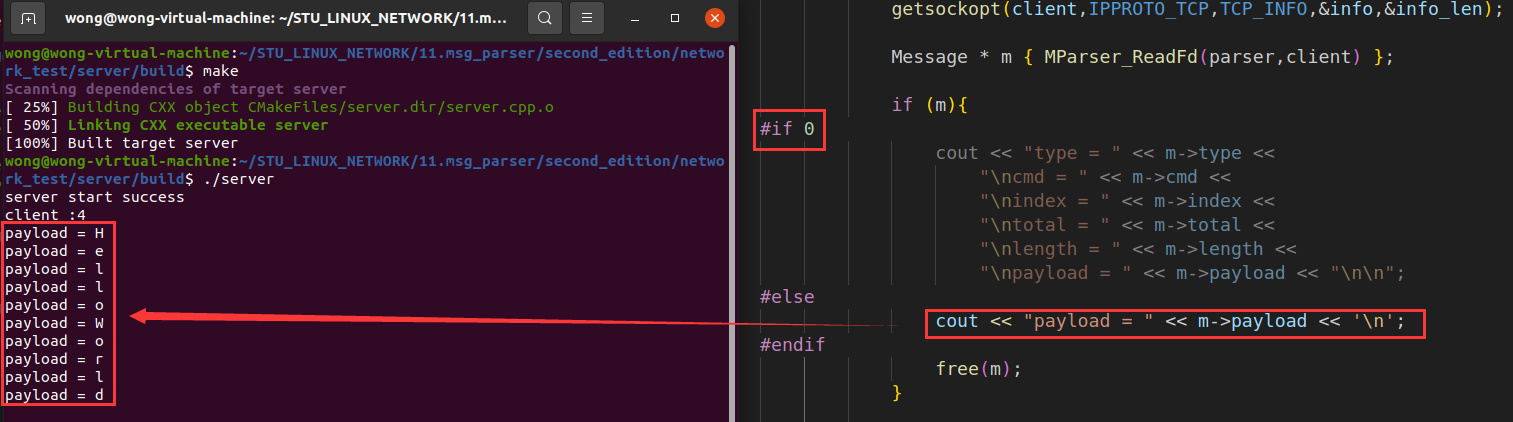 wong@wong-virtual-machine: ~/STU_LINUX_NETWORK/11.m...
wong@wong-virtual-machine:~/STU_LINUX_NETWORK/11.msg_parser/second_edition/netwo
rk_test/server/build$ make
Scanning dependencies of target server
[ 25%] Building CXX object CMakeFiles/server.dir/server.cpp.o
[ 50%] Linking CXX executable server
[100%] Built target server
wong@wong-virtual-machine:~/STU_LINUX_NETWORK/11.msg_parser/second_edition/netwo
rk_test/server/build$ ./server
server start success
client :4
payload = H
payload = e
payload = l
payload = l
payload = o
payload = W
payload = o
payload = r
payload = l
payload = d
getsockopt(client,IPPROTO_TCP,TCP_INFO,&info,&info_len);
Message * m { MParser_ReadFd(parser,client) };
if (m){
#if 0
cout << "type = " << m->type <<
"\ncmd = " << m->cmd <<
"\nindex = " << m->index <<
"\ntotal = " << m->total <<
"\nlength = " << m->length <<
"\npayload = " << m->payload << "\n\n";
#else
cout << "payload = " << m->payload << '\n';
#endif
free(m);
}